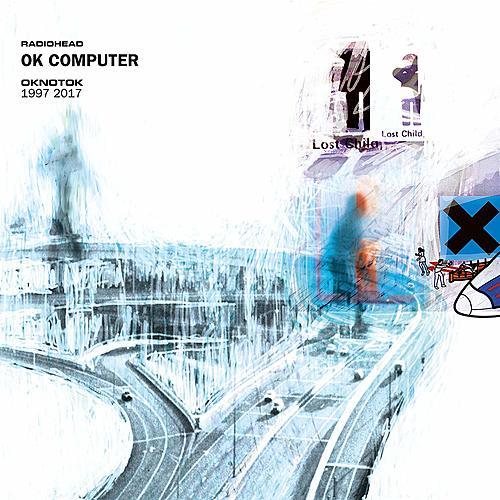 RADIOHEAD
OK COMPUTER
OKNOTOK
1997 2017
Lost Child
Lost Child,